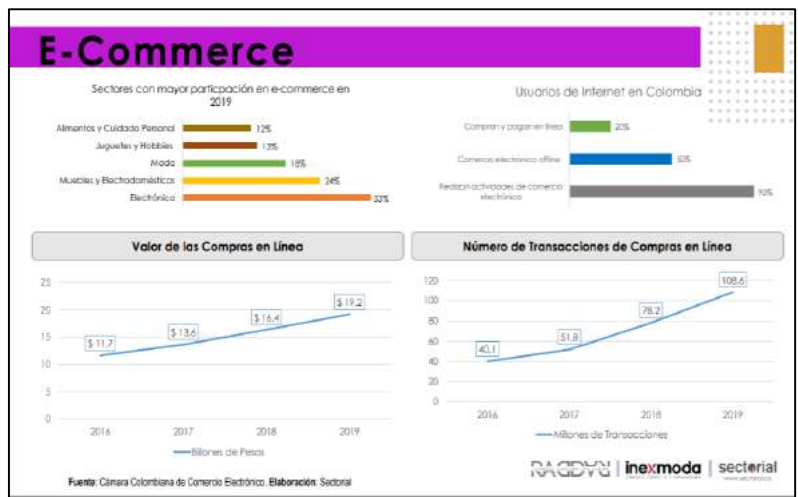 E-Commerce
Sectores con mayor particpación en e-commerce en
2019
Alimentos y Cuidado Personal
12%
Juguetes y Hobbies
13%
Moda
18%
Muebles y Electrodomésticos
24%
Electrónica
33%
Usuarios de Internet en Colombia
Compran y pagan en línea
20%
Comercio electrónico offline
50%
Realizan actividades de comercio
electrónico
90%
Valor de las Compras en Línea
25
20
15
10
5
0
$ 11,7
$ 13,6
$ 16,4
$ 19,2
2016
2017
2018
2019
Billones de Pesos
Número de Transacciones de Compras en Línea
120
100
80
60
40
20
0
40,1
51,8
78,2
108,6
2016
2017
2018
2019
Millones de Transacciones
Fuente: Cámara Colombiana de Comercio Electrónico. Elaboración: Sectorial
RADDAR
inexmoda
sectorial